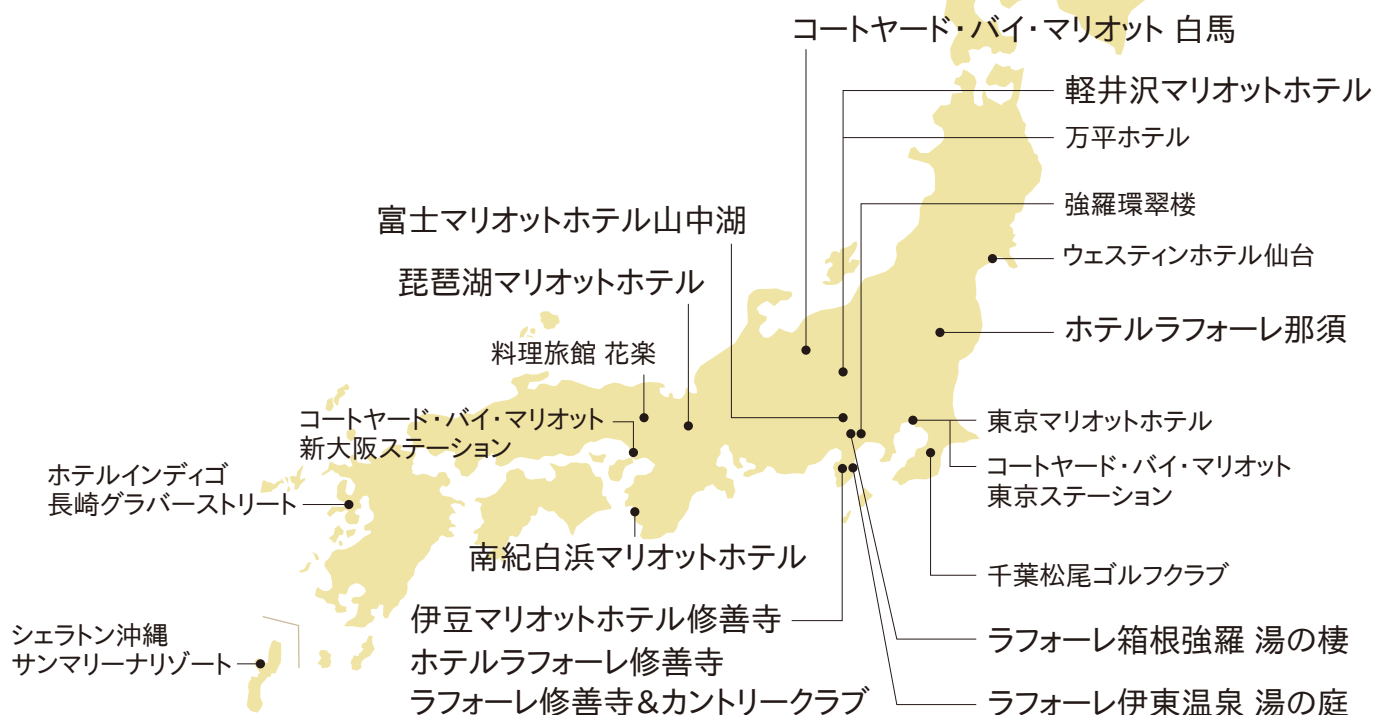 コートヤード・バイ・マリオット 白馬
軽井沢マリオットホテル
万平ホテル
強羅環翠楼
富士マリオットホテル山中湖
ウェスティンホテル仙台
琵琶湖マリオットホテル
ホテルラフォーレ那須
料理旅館 花楽
コートヤード・バイ・マリオット
新大阪ステーション
東京マリオットホテル
コートヤード・バイ・マリオット
東京ステーション
ホテルインディゴ
長崎グラバーストリート
南紀白浜マリオットホテル
千葉松尾ゴルフクラブ
伊豆マリオットホテル修善寺
ホテルラフォーレ修善寺
ラフォーレ修善寺&カントリークラブ
シェラトン沖縄
サンマリーナリゾート
ラフォーレ箱根強羅 湯の棲
ラフォーレ伊東温泉 湯の庭